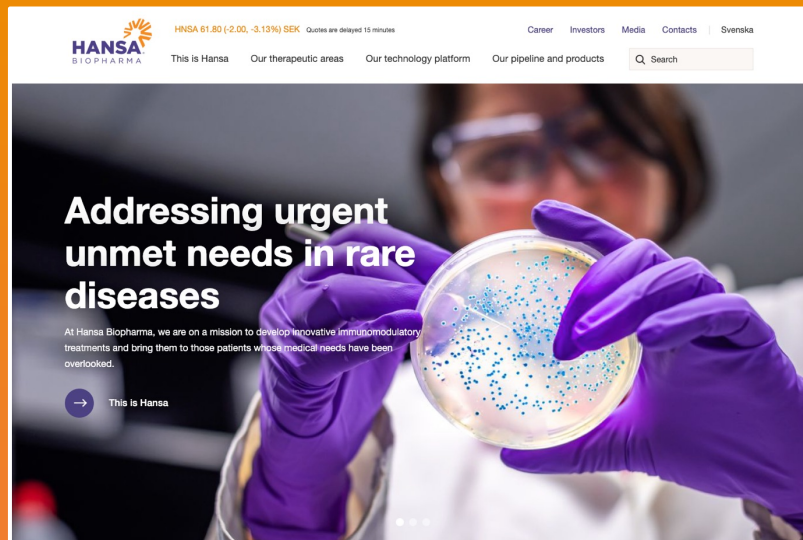 HNSA 61.80 (-2.00, -3.13%) SEK Quotes are delayed 15 minutes
Career Investors Media Contacts Svenska
HANSA
BIOPHARMA
This is Hansa Our therapeutic areas Our technology platform Our pipeline and products Search
Addressing urgent
unmet needs in rare
diseases
At Hansa Biopharma, we are on a mission to develop innovative immunomodulatory
treatments and bring them to those patients whose medical needs have been
overlooked.
This is Hansa